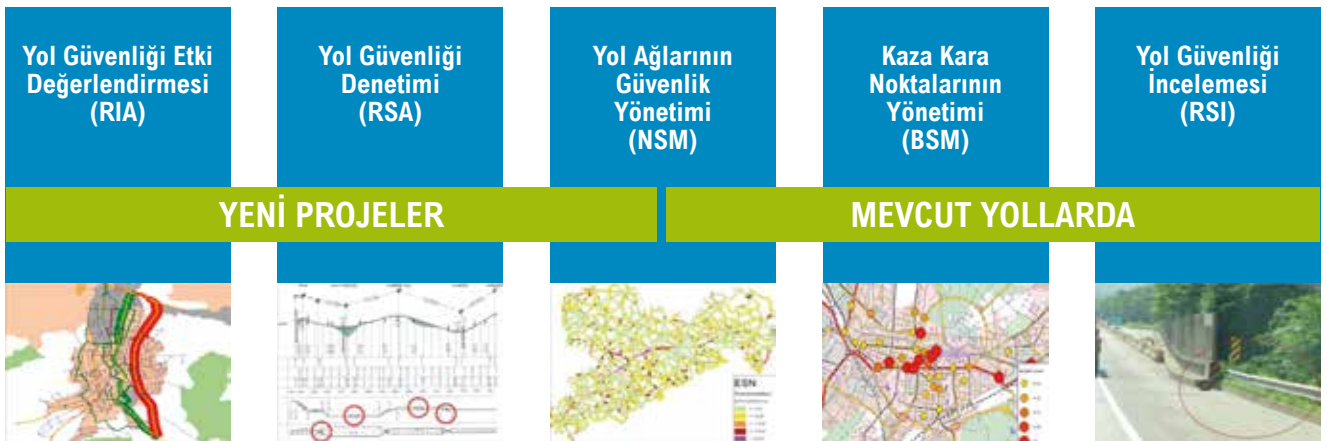 Yol Güvenliği Etki
Değerlendirmesi
(RIA)
Yol Güvenliği
Denetimi
(RSA)
Yol Ağlarının
Güvenlik
Yönetimi
(NSM)
Kaza Kara
Noktalarının
Yönetimi
(BSM)
Yol Güvenliği
İncelemesi
(RSI)
YENİ PROJELER
MEVCUT YOLLARDA
ESN